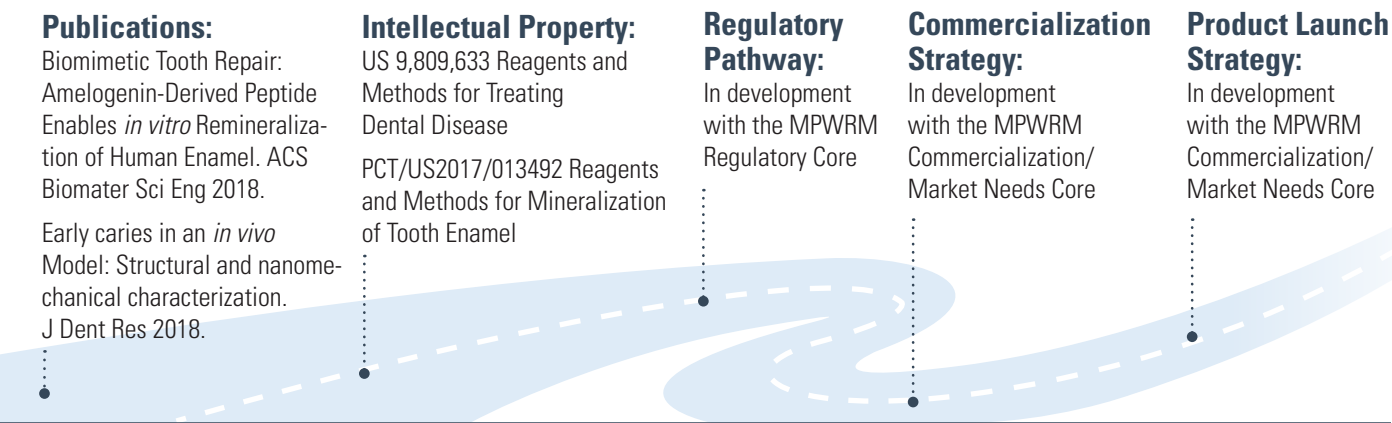 Publications:
Biomimetic Tooth Repair:
Amelogenin-Derived Peptide
Enables in vitro Remineraliza-
tion of Human Enamel. ACS
Biomater Sci Eng 2018.
Early caries in an in vivo
Model: Structural and nanome-
chanical characterization.
J Dent Res 2018.
Intellectual Property:
US 9,809,633 Reagents and
Methods for Treating
Dental Disease
PCT/US2017/013492 Reagents
and Methods for Mineralization
of Tooth Enamel
Regulatory
Pathway:
In development
with the MPWRM
Regulatory Core
Commercialization
Strategy:
In development
with the MPWRM
Commercialization/
Market Needs Core
Product Launch
Strategy:
In development
with the MPWRM
Commercialization/
Market Needs Core